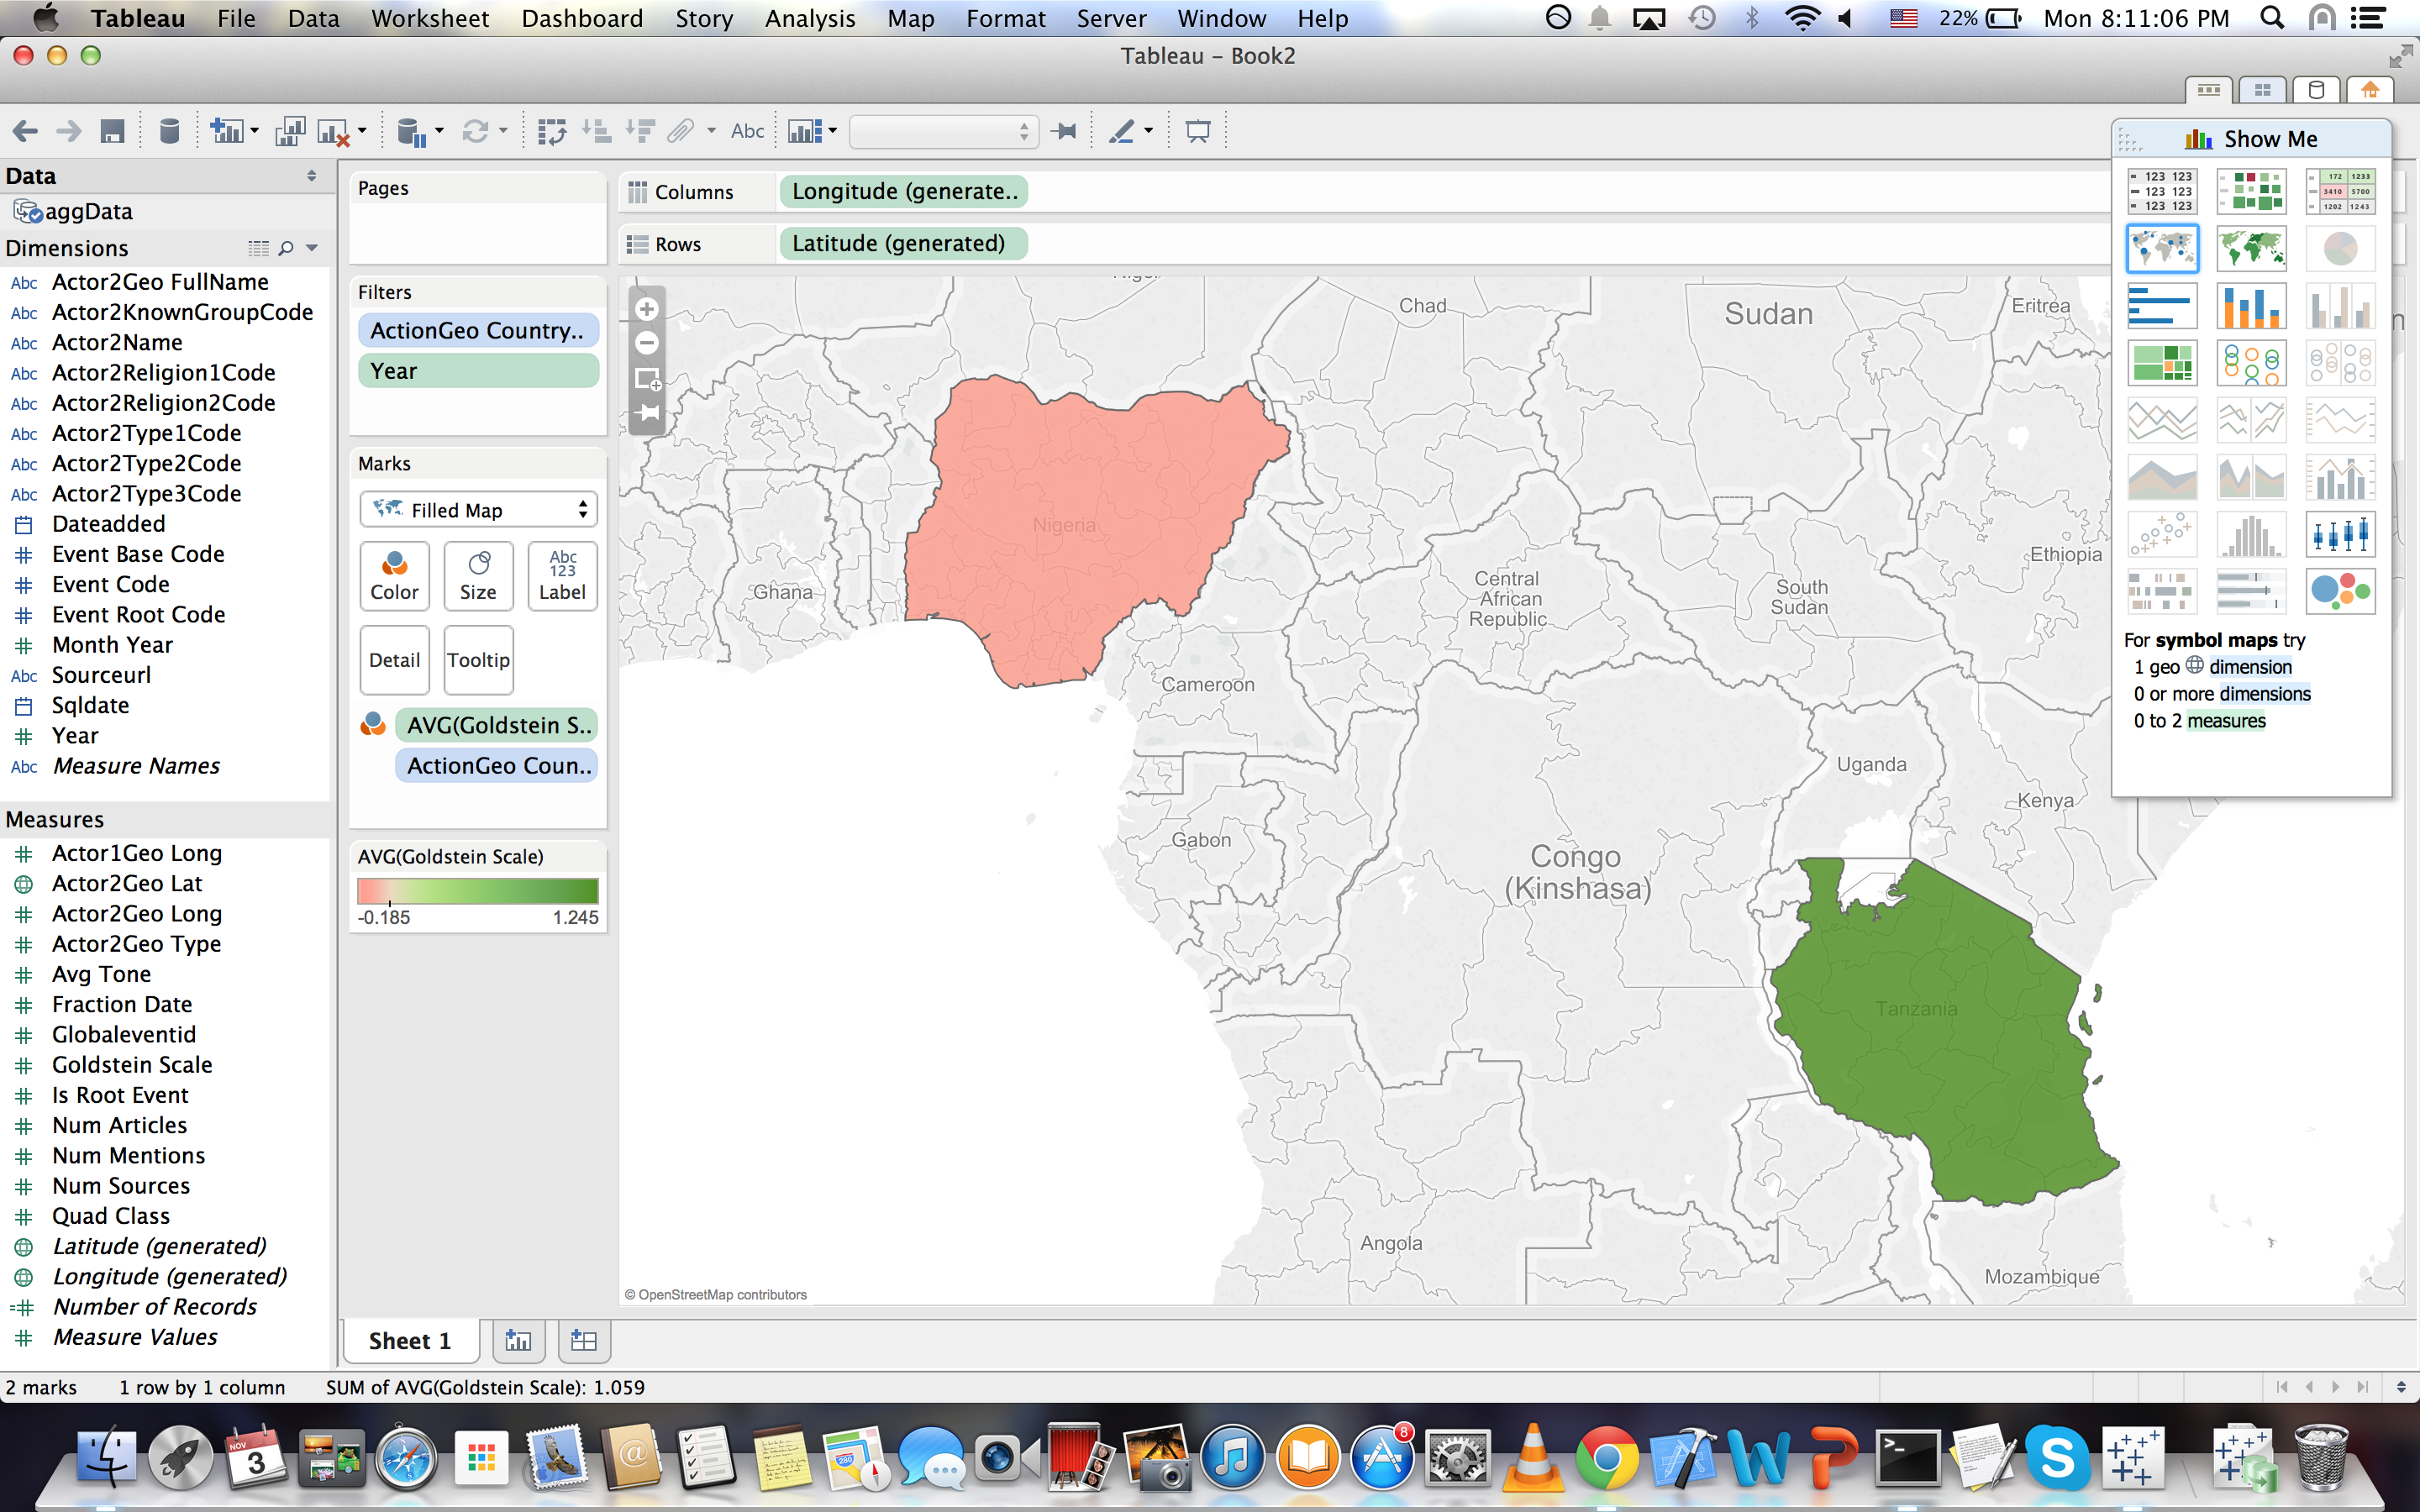 Tableau File Data Worksheet Dashboard Story Analysis Map Format Server Window Help 22% Mon 8:11:06 PM
Tableau - Book2
Abc
Data
aggData
Dimensions
Abc Actor2Geo FullName
Abc Actor2KnownGroupCode
Abc Actor2Name
Abc Actor2Religion1Code
Abc Actor2Religion2Code
Abc Actor2Type1Code
Abc Actor2Type2Code
Abc Actor2Type3Code
Dateadded
# Event Base Code
# Event Code
# Event Root Code
# Month Year
Abc Sourceurl
Sqldate
# Year
Abc Measure Names
Measures
# Actor1Geo Long
Actor2Geo Lat
# Actor2Geo Long
# Actor2Geo Type
# Avg Tone
# Fraction Date
# Globaleventid
# Goldstein Scale
# Is Root Event
# Num Articles
# Num Mentions
# Num Sources
# Quad Class
Latitude (generated)
Longitude (generated)
=# Number of Records
# Measure Values
Pages
Filters
ActionGeo Country..
Year
Marks
Filled Map
Color
Size
Abc
123
Label
Detail
Tooltip
AVG(Goldstein S..
ActionGeo Coun..
AVG(Goldstein Scale)
-0.185 1.245
Columns Longitude (generate..
Rows Latitude (generated)
Chad
Sudan
Eritrea
Nigeria
Ghana
Central
African
Republic
South
Sudan
Ethiopia
Cameroon
Uganda
Kenya
Gabon
Congo
(Kinshasa)
Tanzania
Angola
Mozambique
© OpenStreetMap contributors
Show Me
123 123
123 123
123 123
172 1233
3410 5700
1202 1243
For symbol maps try
1 geo dimension
0 or more dimensions
0 to 2 measures
Sheet 1
2 marks 1 row by 1 column SUM of AVG(Goldstein Scale): 1.059
NOV
3
@
280
8